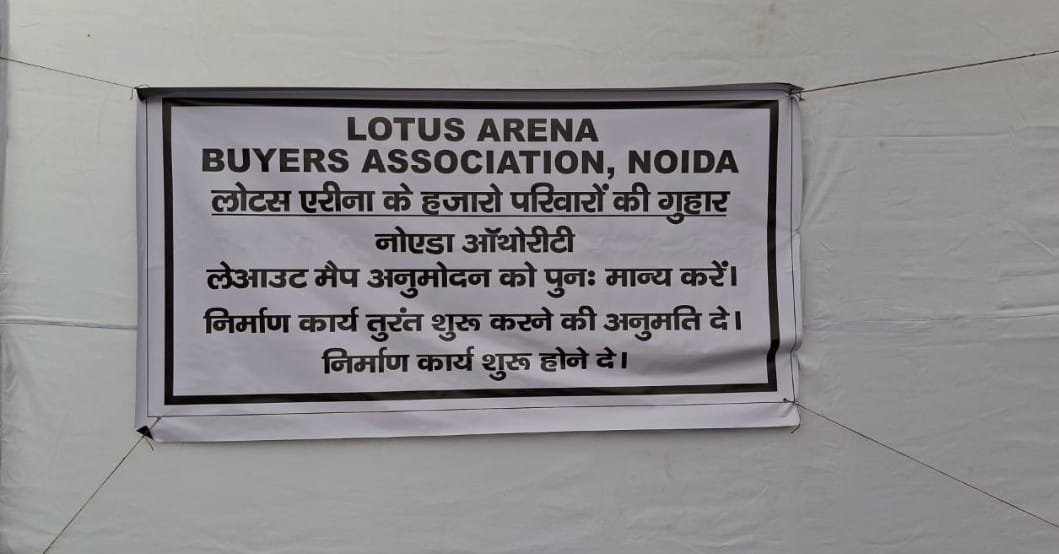 LOTUS ARENA
BUYERS ASSOCIATION, NOIDA
लोटस एरीना के हजारो परिवारों की गुहार
नोएडा ऑथोरीटी
लेआउट मैप अनुमोदन को पुनः मान्य करें।
निर्माण कार्य तुरंत शुरू करने की अनुमति दे।
निर्माण कार्य शुरू होने दे।